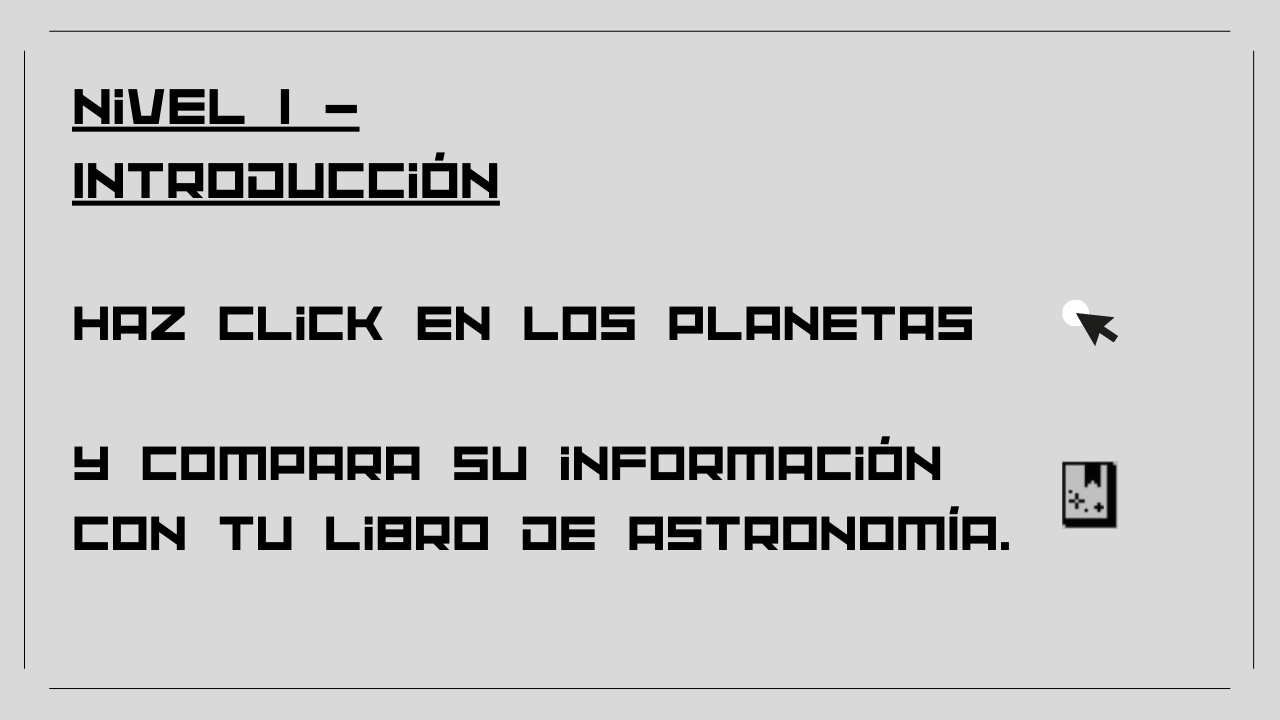 NIVEL 1 -
INTRODUCCIÓN
HAZ CLICK EN LOS PLANETAS
Y COMPARA SU INFORMACIÓN
CON TU LIBRO DE ASTRONOMÍA.